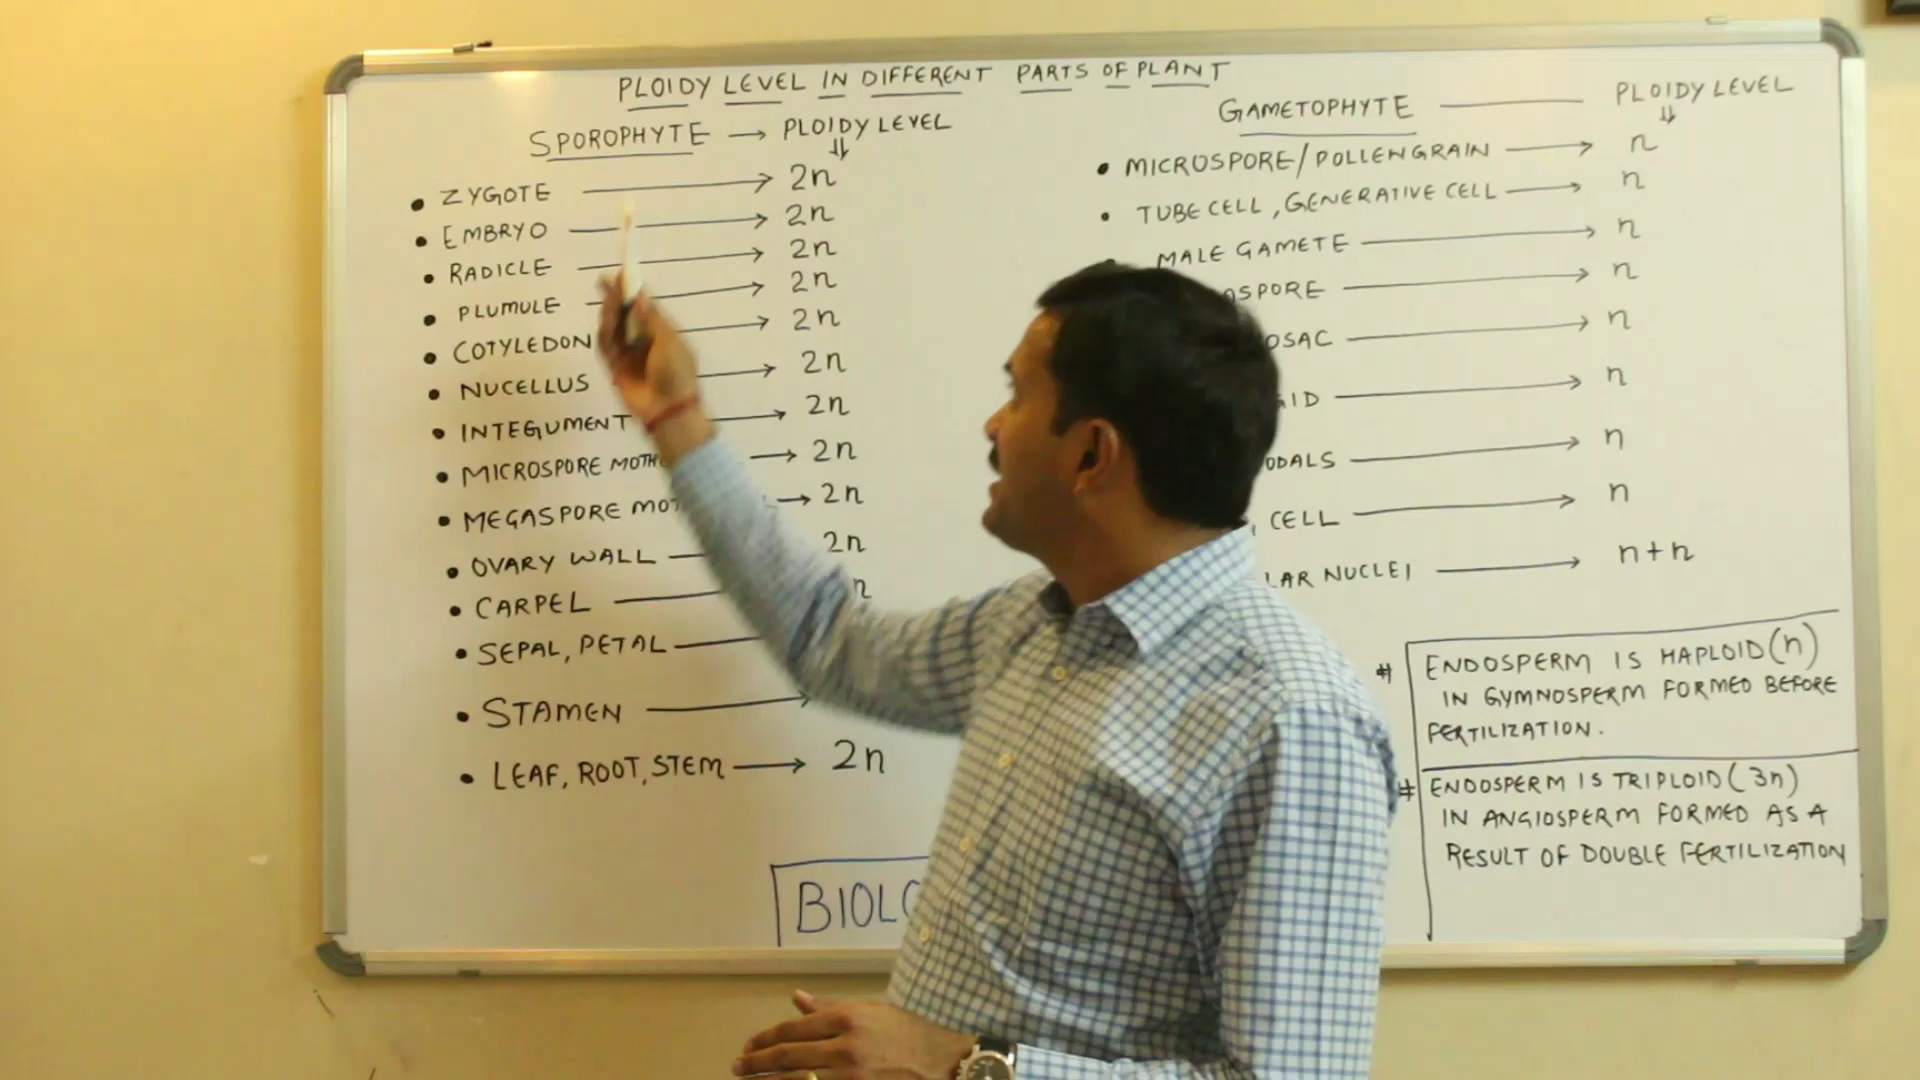 PLOIDY LEVEL IN DIFFERENT PARTS OF PLANT
SPOROPHYTE → PLOIDY LEVEL
⇓
• ZYGOTE → 2n
• EMBRYO → 2n
• RADICLE → 2n
• PLUMULE → 2n
• COTYLEDON → 2n
• NUCELLUS → 2n
• INTEGUMENT → 2n
• MICROSPORE → 2n
• MEGASPORE → 2n
• OVARY WALL — 2n
• CARPEL — n
• SEPAL, PETAL —
• STAMEN —
• LEAF, ROOT, STEM → 2n
GAMETOPHYTE — PLOIDY LEVEL
⇓
• MICROSPORE/POLLENGRAIN → n
• TUBE CELL, GENERATIVE CELL → n
• MALE GAMETE → n
→ n
→ n
→ n
→ n
CELL → n
NUCLEI → n+n
# ENDOSPERM IS HAPLOID (n)
IN GYMNOSPERM FORMED BEFORE
FERTILIZATION.
# ENDOSPERM IS TRIPLOID (3n)
IN ANGIOSPERM FORMED AS A
RESULT OF DOUBLE FERTILIZATION